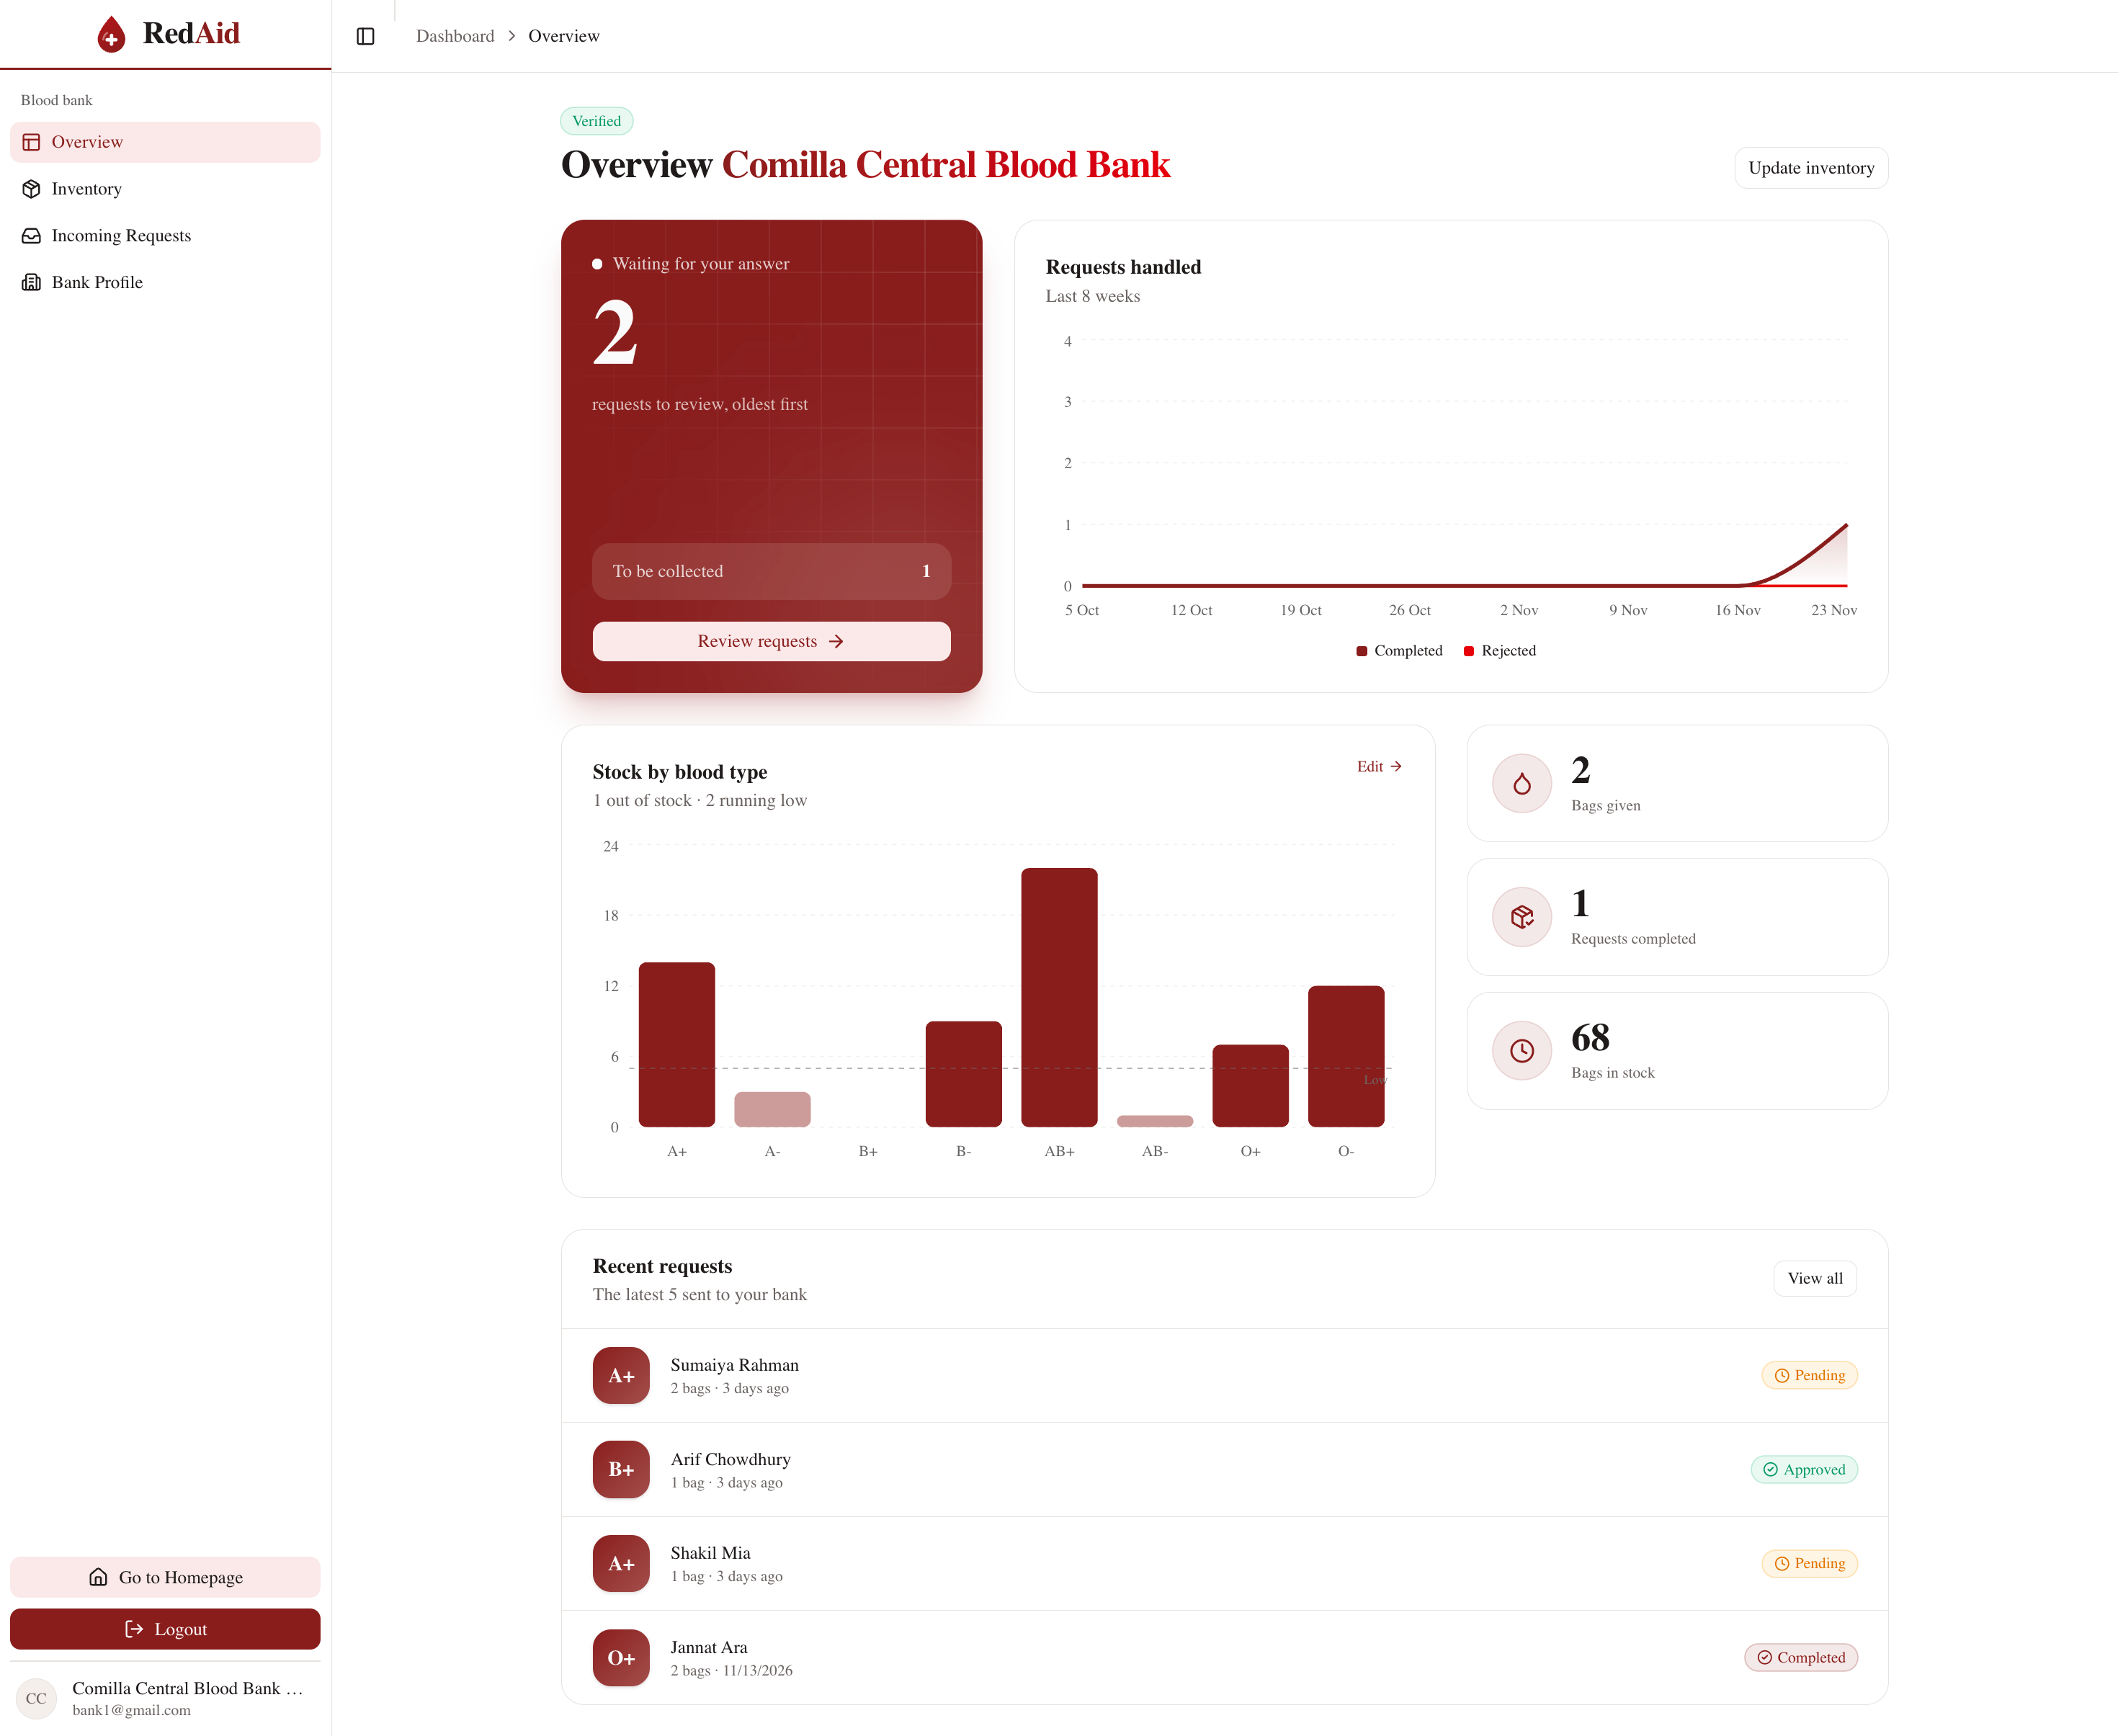 RedAid
Blood bank
Overview
Inventory
Incoming Requests
Bank Profile
Go to Homepage
Logout
CC
Comilla Central Blood Bank …
bank1@gmail.com
Dashboard > Overview
Verified
Overview Comilla Central Blood Bank
Update inventory
Waiting for your answer
2
requests to review, oldest first
To be collected 1
Review requests →
Requests handled
Last 8 weeks
4
3
2
1
0
5 Oct 12 Oct 19 Oct 26 Oct 2 Nov 9 Nov 16 Nov 23 Nov
Completed Rejected
Stock by blood type
Edit →
1 out of stock · 2 running low
24
18
12
6
Low
0
A+ A- B+ B- AB+ AB- O+ O-
2
Bags given
1
Requests completed
68
Bags in stock
Recent requests
The latest 5 sent to your bank
View all
A+
Sumaiya Rahman
2 bags · 3 days ago
Pending
B+
Arif Chowdhury
1 bag · 3 days ago
Approved
A+
Shakil Mia
1 bag · 3 days ago
Pending
O+
Jannat Ara
2 bags · 11/13/2026
Completed